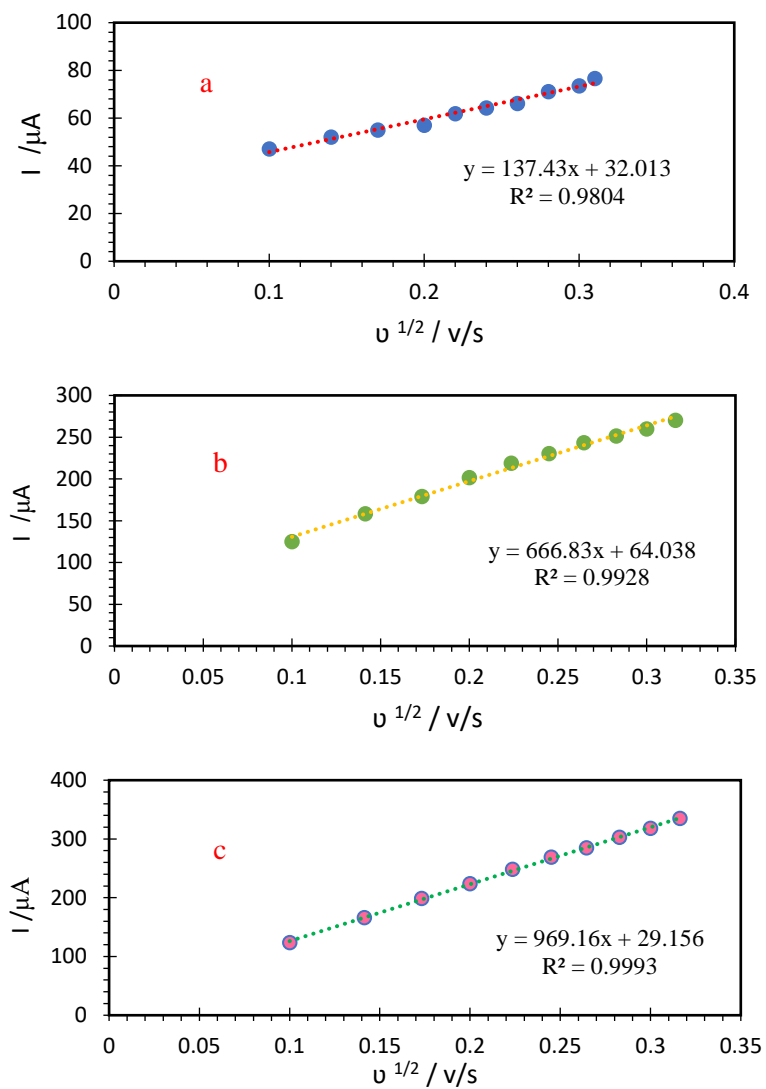 100
80
60
40
20
0
I /µA
a
y = 137.43x + 32.013
R² = 0.9804
0 0.1 0.2 0.3 0.4
ʋ 1/2 / v/s
300
250
200
150
100
50
0
I /µA
b
y = 666.83x + 64.038
R² = 0.9928
0 0.05 0.1 0.15 0.2 0.25 0.3 0.35
ʋ 1/2 / v/s
400
300
200
100
0
I /µA
c
y = 969.16x + 29.156
R² = 0.9993
0 0.05 0.1 0.15 0.2 0.25 0.3 0.35
ʋ 1/2 / v/s